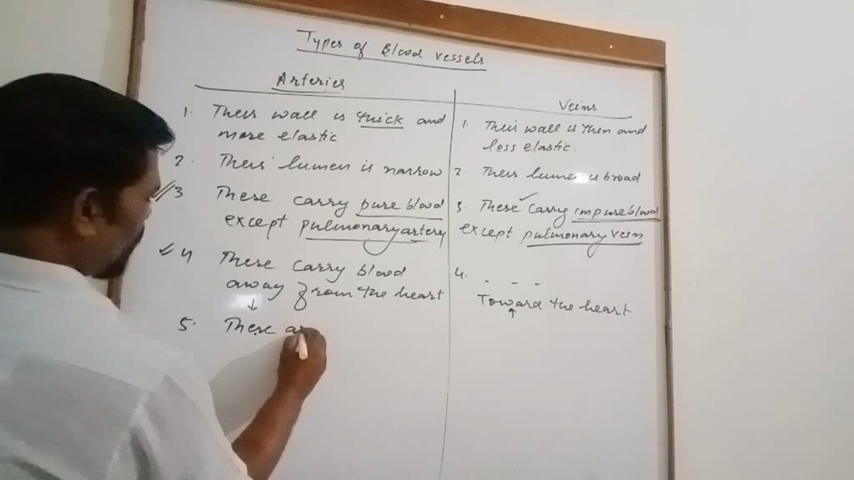 Types of Blood vessels
Arteries
1. Their wall is thick and
more elastic
2. Their lumen is narrow
3 These carry pure blood
except pulmonary artery
4 These carry blood
away from the heart
5. These a
Veins
1. Their wall is then and
less elastic.
2. Their lumen is broad
3. These carry impure blood
except pulmonary vein
4. - - -
Toward the heart